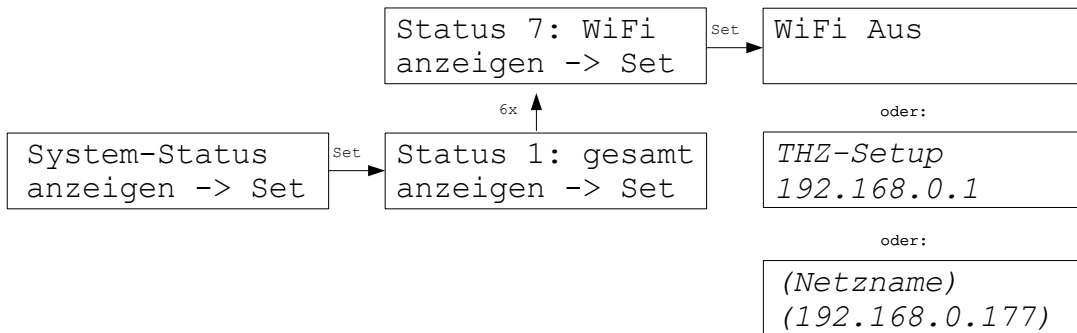 Status 7: WiFi
anzeigen -> Set
Set
WiFi Aus
6x
oder:
System-Status
anzeigen -> Set
Set
Status 1: gesamt
anzeigen -> Set
THZ-Setup
192.168.0.1
oder:
(Netzname)
(192.168.0.177)